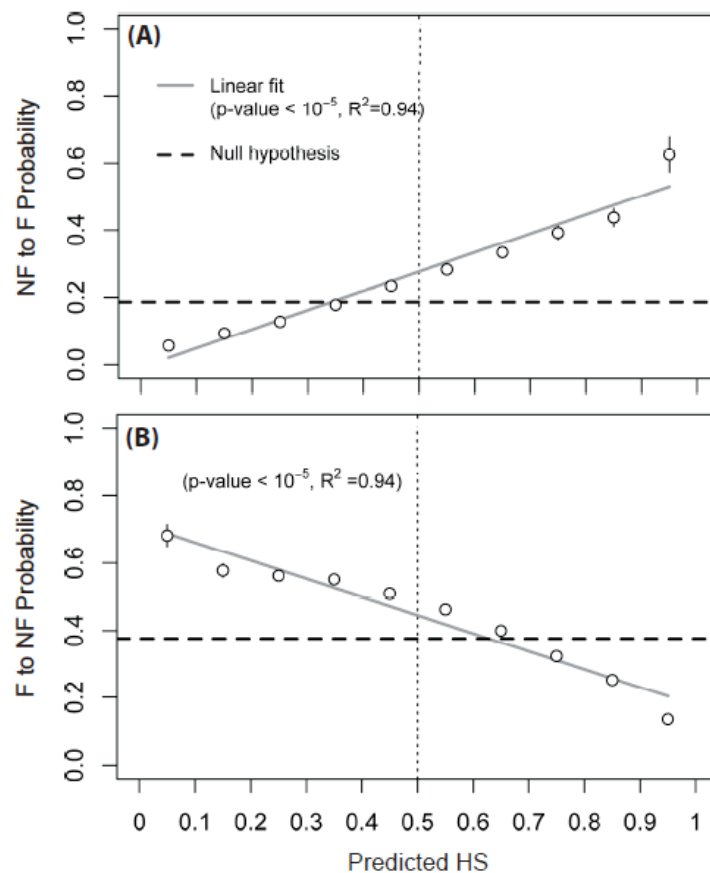 (A)
Linear fit
(p-value < 10⁻⁵, R²=0.94)
Null hypothesis
NF to F Probability
1.0
0.8
0.6
0.4
0.2
0.0
(B)
(p-value < 10⁻⁵, R² =0.94)
F to NF Probability
1.0
0.8
0.6
0.4
0.2
0.0
0 0.1 0.2 0.3 0.4 0.5 0.6 0.7 0.8 0.9 1
Predicted HS